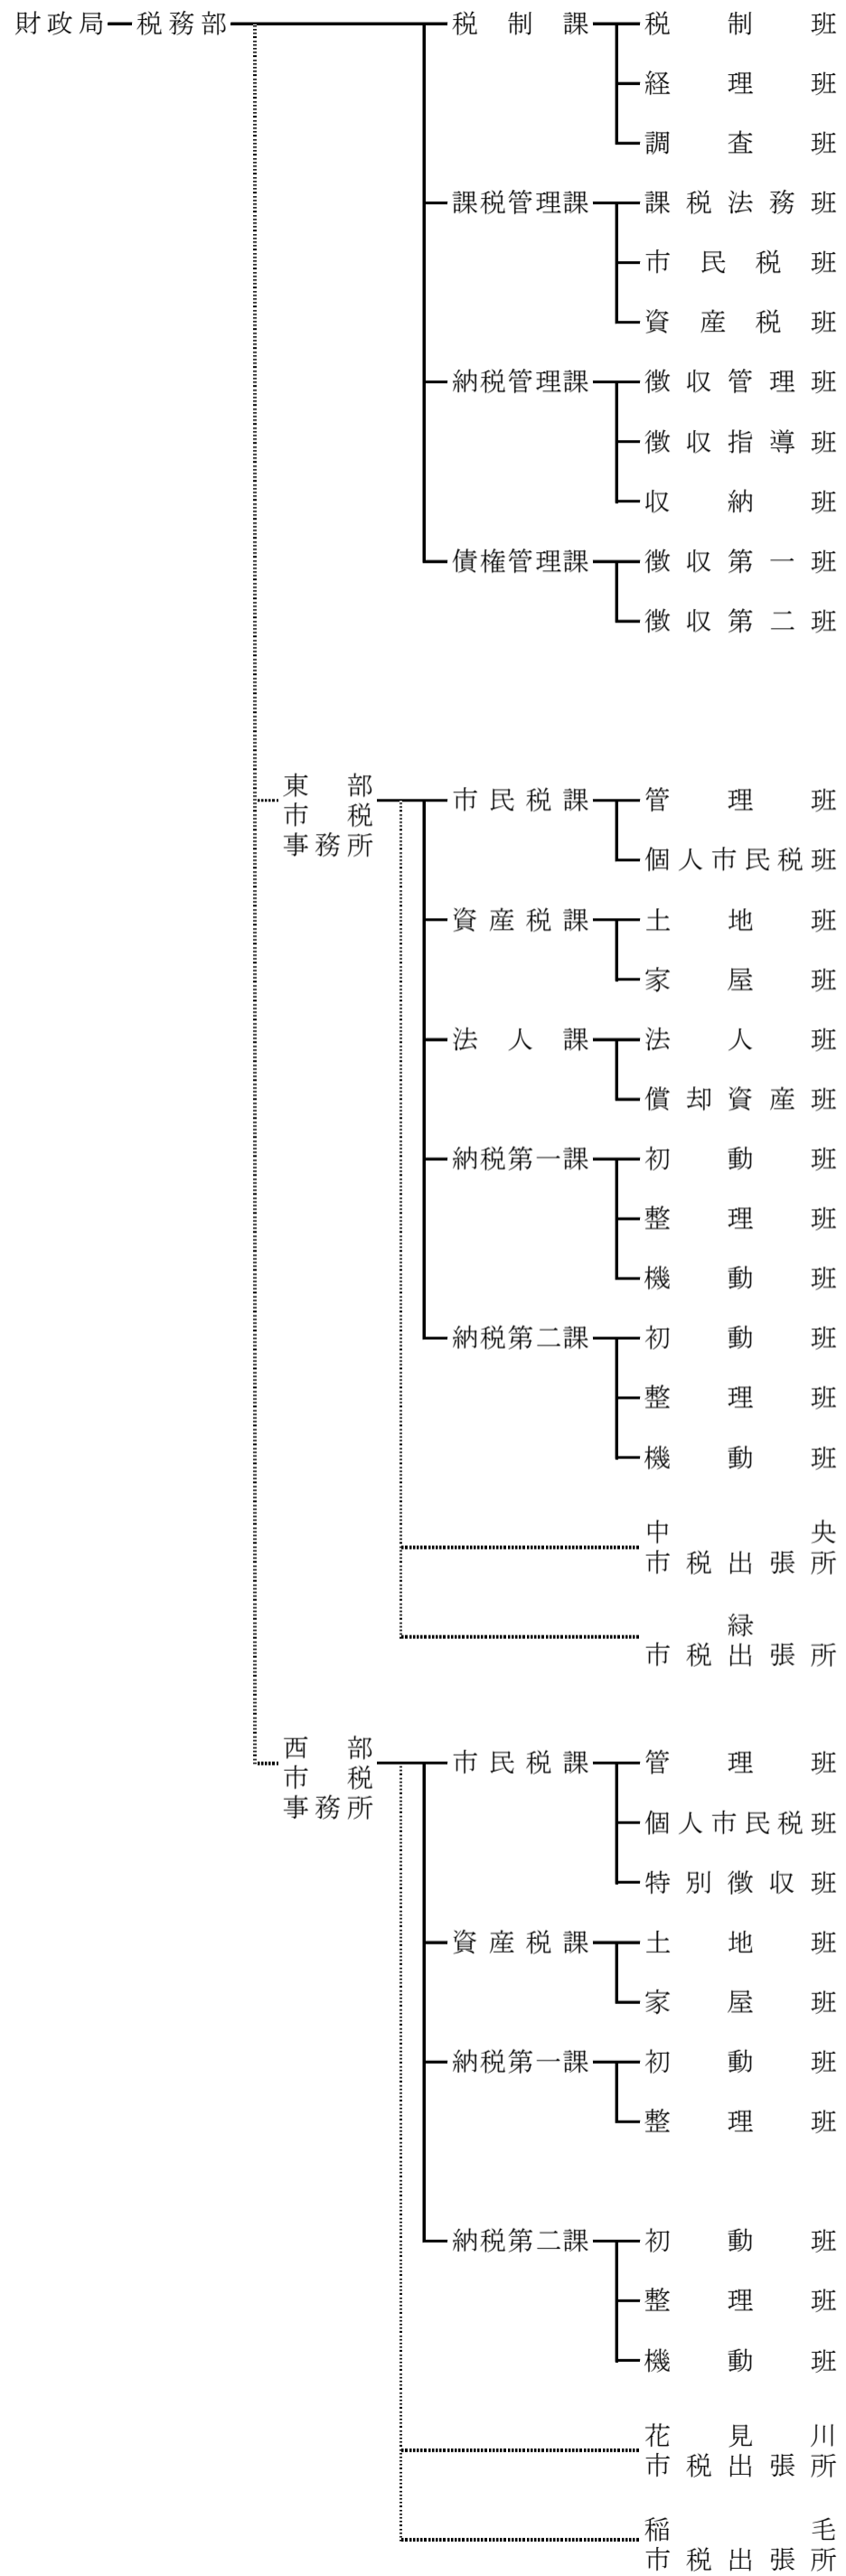 財政局 税務部 税制課 税制班
経理班
調査班
課税管理課 課税法務班
市民税班
資産税班
納税管理課 徴収管理班
徴収指導班
収納班
債権管理課 徴収第一班
徴収第二班
東部
市税
事務所
市民税課 管理班
個人市民税班
資産税課 土地班
家屋班
法人課 法人班
償却資産班
納税第一課 初動班
整理班
機動班
納税第二課 初動班
整理班
機動班
中央
市税出張所
緑
市税出張所
西部
市税
事務所
市民税課 管理班
個人市民税班
特別徴収班
資産税課 土地班
家屋班
納税第一課 初動班
整理班
納税第二課 初動班
整理班
機動班
花見川
市税出張所
稲毛
市税出張所